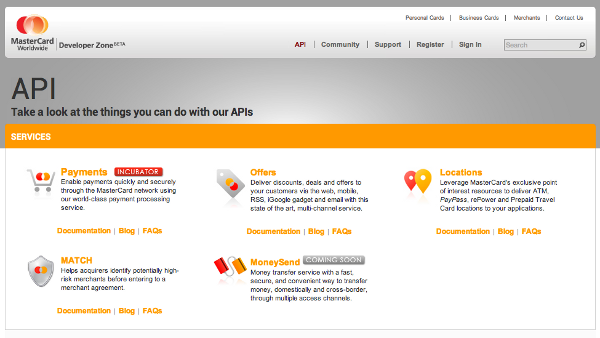 Personal Cards | Business Cards | Merchants | Contact Us
MasterCard
Worldwide
Developer Zone BETA
API | Community | Support | Register | Sign In
Search
API
Take a look at the things you can do with our APIs
SERVICES
Payments INCUBATOR
Enable payments quickly and securely
through the MasterCard network using
our world-class payment processing
service.
Documentation | Blog | FAQs
Offers
Deliver discounts, deals and offers to
your customers via the web, mobile,
RSS, iGoogle gadget and email with this
state of the art, multi-channel service.
Documentation | Blog | FAQs
Locations
Leverage MasterCard's exclusive point
of interest resources to deliver ATM,
PayPass, rePower and Prepaid Travel
Card locations to your applications.
Documentation | Blog | FAQs
MATCH
Helps acquirers identify potentially high-
risk merchants before entering to a
merchant agreement.
Documentation | Blog | FAQs
MoneySend COMING SOON
Money transfer service with a fast,
secure, and convenient way to transfer
money, domestically and cross-border,
through multiple access channels.